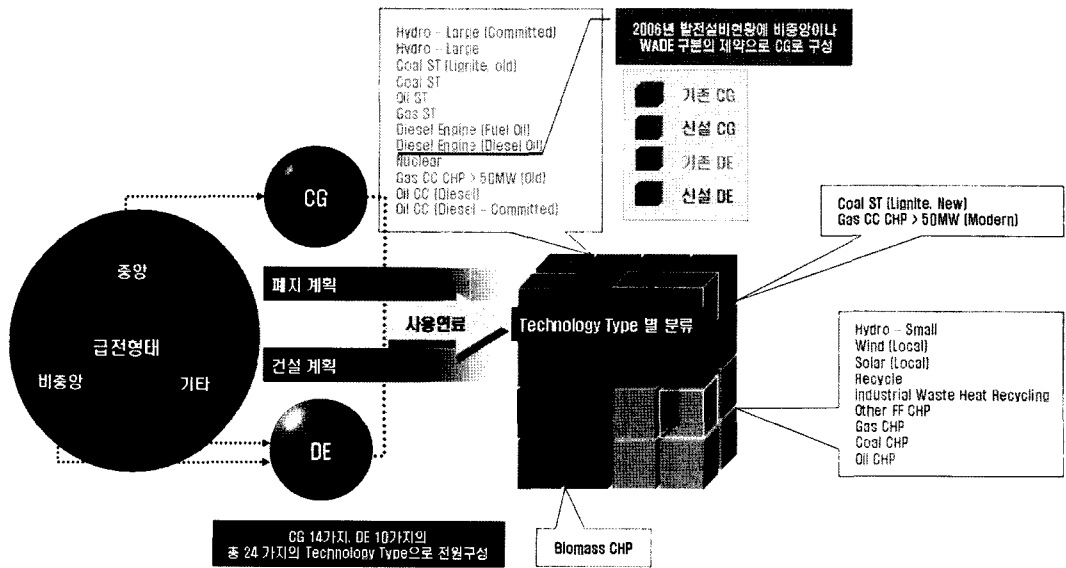 Hydro - Large (Committed)
Hydro - Large
Coal ST (Lignite, old)
Coal ST
Oil ST
Gas ST
Diesel Engine (Fuel Oil)
Diesel Engine (Diesel Oil)
Nuclear
Gas CC CHP > 50MW (Old)
Oil CC (Diesel)
Oil CC (Diesel - Committed)
2006년 발전설비현황에 비중앙이나
WADE 구분의 제약으로 CG로 구성
기존 CG
신설 CG
기존 DE
신설 DE
CG
Coal ST (Lignite, New)
Gas CC CHP > 50MW (Modern)
중앙
급전형태
비중앙
기타
폐지 계획
사용연료
건설 계획
Technology Type 별 분류
Hydro - Small
Wind (Local)
Solar (Local)
Recycle
Industrial Waste Heat Recycling
Other FF CHP
Gas CHP
Coal CHP
Oil CHP
DE
CG 14가지, DE 10가지의
총 24 가지의 Technology Type으로 전원구성
Biomass CHP